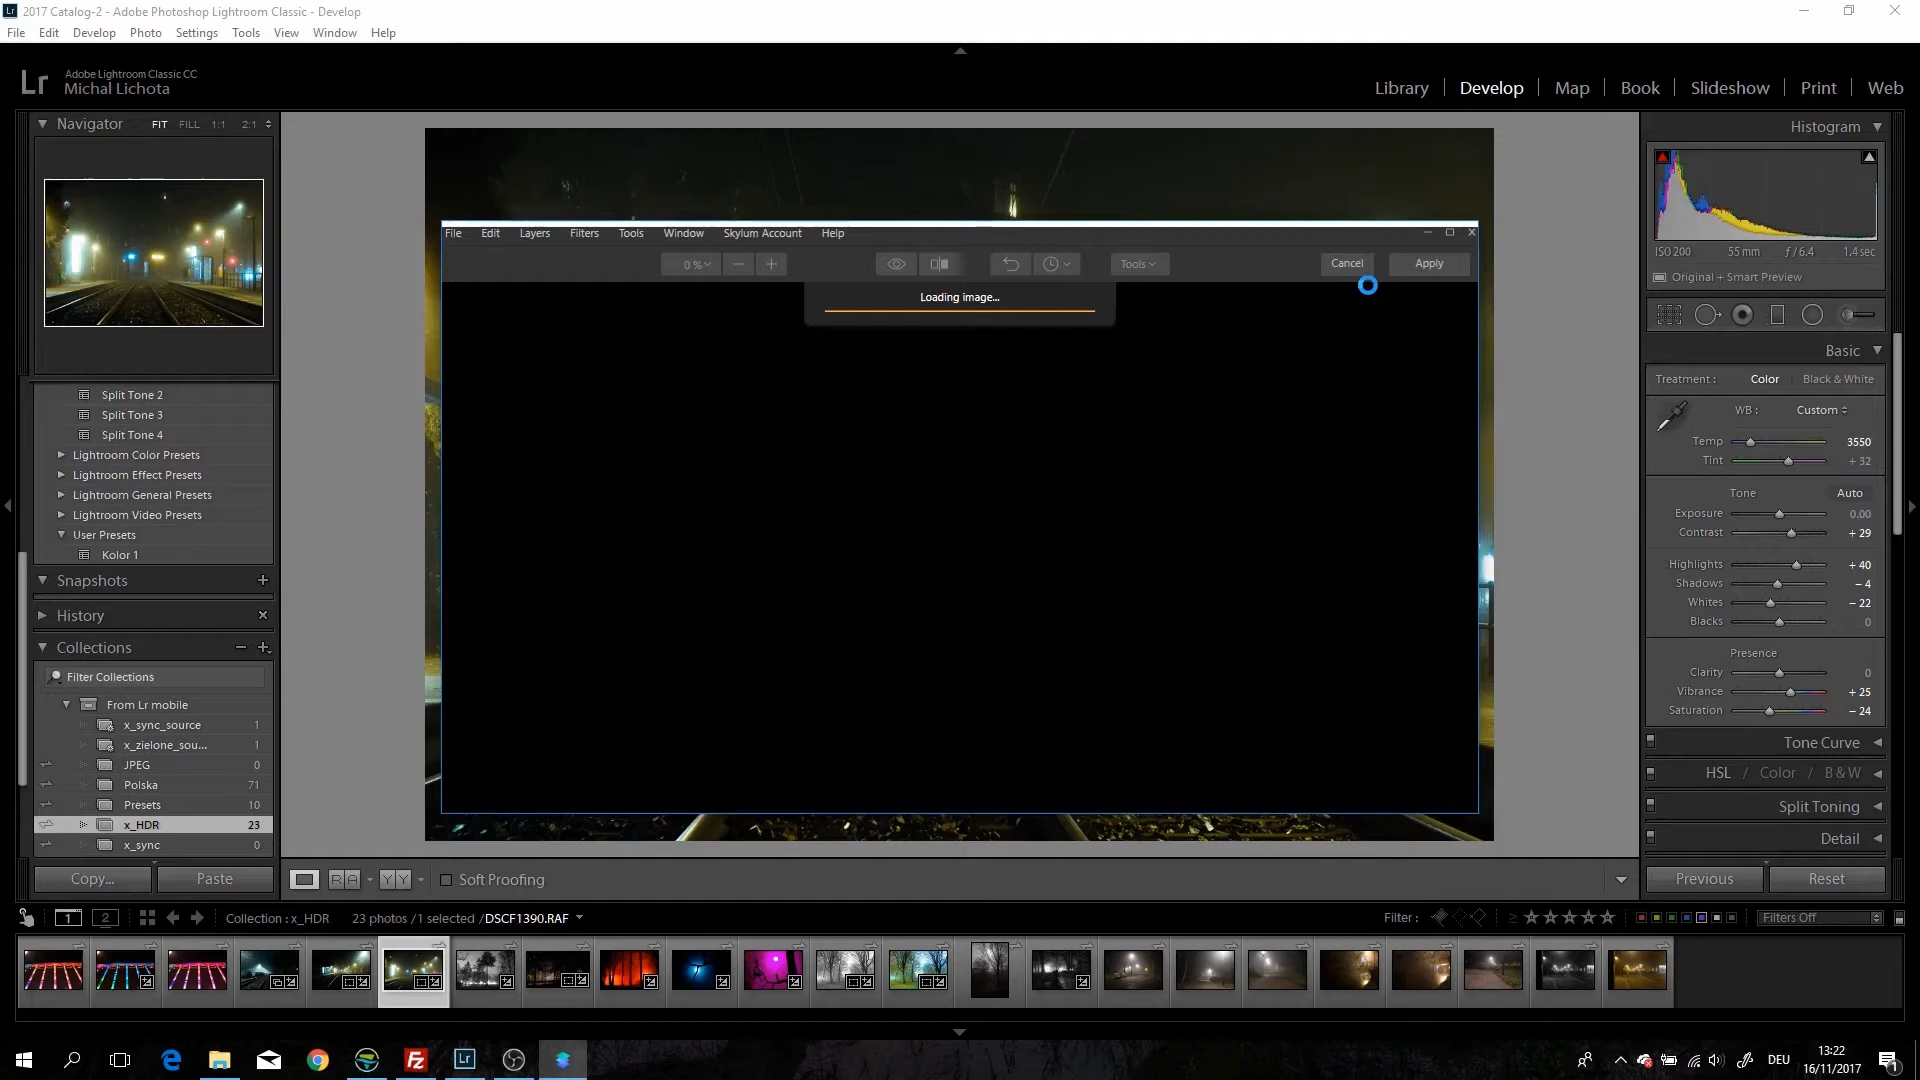 2017 Catalog-2 - Adobe Photoshop Lightroom Classic - Develop
File Edit Develop Photo Settings Tools View Window Help
Lr Adobe Lightroom Classic CC
Michal Lichota
Library Develop Map Book Slideshow Print Web
Navigator FIT FILL 1:1 2:1
Split Tone 2
Split Tone 3
Split Tone 4
Lightroom Color Presets
Lightroom Effect Presets
Lightroom General Presets
Lightroom Video Presets
User Presets
Kolor 1
Snapshots
History
Collections
Filter Collections
From Lr mobile
x_sync_source 1
x_zielone_sou... 1
JPEG 0
Polska 71
Presets 10
x_HDR 23
x_sync 0
Copy... Paste
File Edit Layers Filters Tools Window Skylum Account Help
0 % Tools Cancel Apply
Loading image...
Histogram
ISO 200 55 mm ƒ / 6.4 1.4 sec
Original + Smart Preview
Basic
Treatment : Color Black & White
WB : Custom
Temp 3550
Tint + 32
Tone Auto
Exposure 0.00
Contrast + 29
Highlights + 40
Shadows – 4
Whites – 22
Blacks 0
Presence
Clarity 0
Vibrance + 25
Saturation – 24
Tone Curve
HSL / Color / B & W
Split Toning
Detail
Previous Reset
R A Y Y Soft Proofing
1 2 Collection : x_HDR 23 photos / 1 selected / DSCF1390.RAF Filter : ≥ Filters Off
Fz Lr DEU 13:22
16/11/2017 1